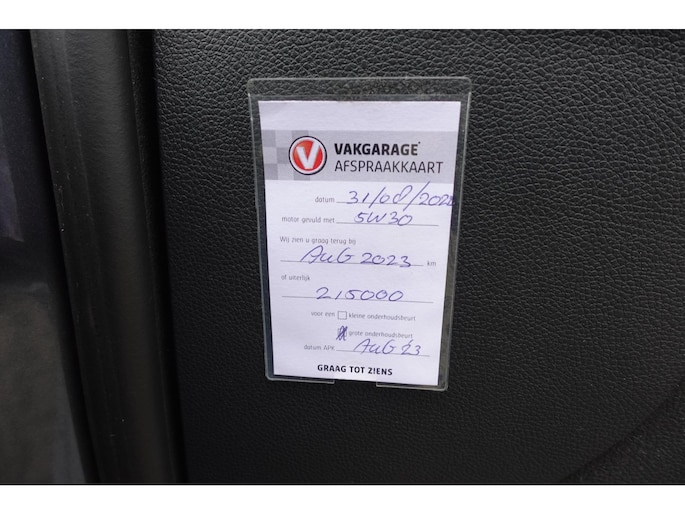 V VAKGARAGE
AFSPRAAKKAART
datum 31/08/2022
motor gevuld met 5W30
Wij zien u graag terug bij
AuG 2023 km
of uiterlijk
215000
voor een kleine onderhoudsbeurt
grote onderhoudsbeurt
datum APK AuG '23
GRAAG TOT ZIENS